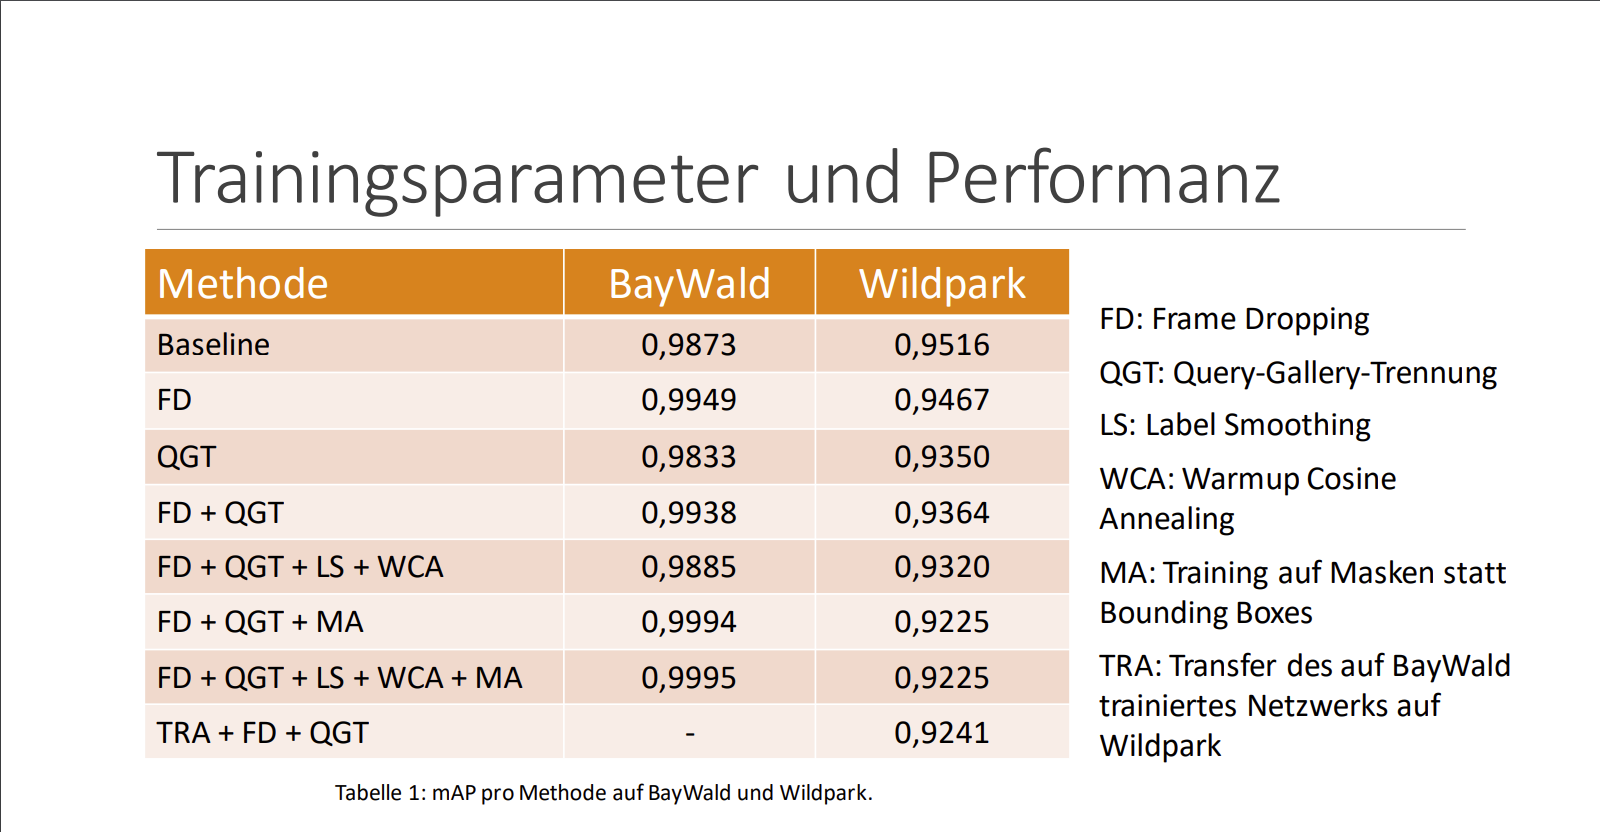 Trainingsparameter und Performanz
Methode BayWald Wildpark
Baseline 0,9873 0,9516
FD 0,9949 0,9467
QGT 0,9833 0,9350
FD + QGT 0,9938 0,9364
FD + QGT + LS + WCA 0,9885 0,9320
FD + QGT + MA 0,9994 0,9225
FD + QGT + LS + WCA + MA 0,9995 0,9225
TRA + FD + QGT - 0,9241
Tabelle 1: mAP pro Methode auf BayWald und Wildpark.
FD: Frame Dropping
QGT: Query-Gallery-Trennung
LS: Label Smoothing
WCA: Warmup Cosine
Annealing
MA: Training auf Masken statt
Bounding Boxes
TRA: Transfer des auf BayWald
trainiertes Netzwerks auf
Wildpark